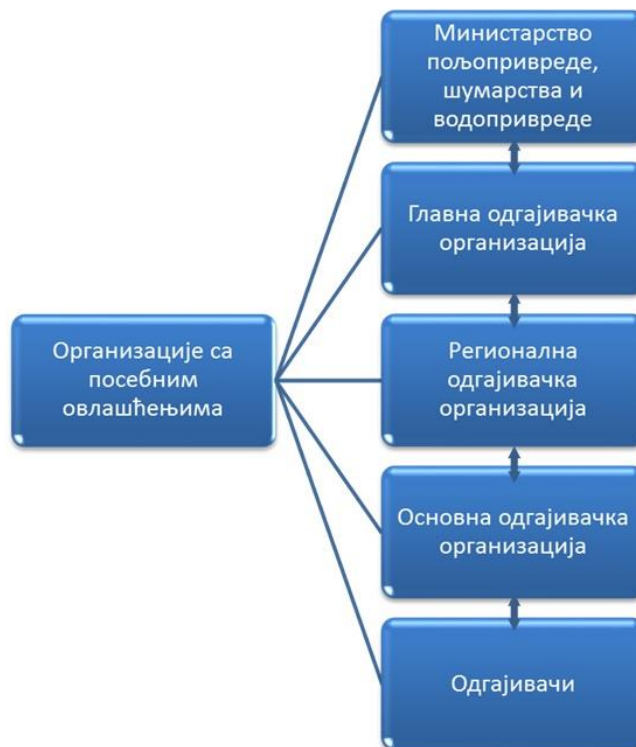 Министарство
пољопривреде,
шумарства и
водопривреде
Главна одгајивачка
организација
Организације са
посебним
овлашћењима
Регионална
одгајивачка
организација
Основна одгајивачка
организација
Одгајивачи